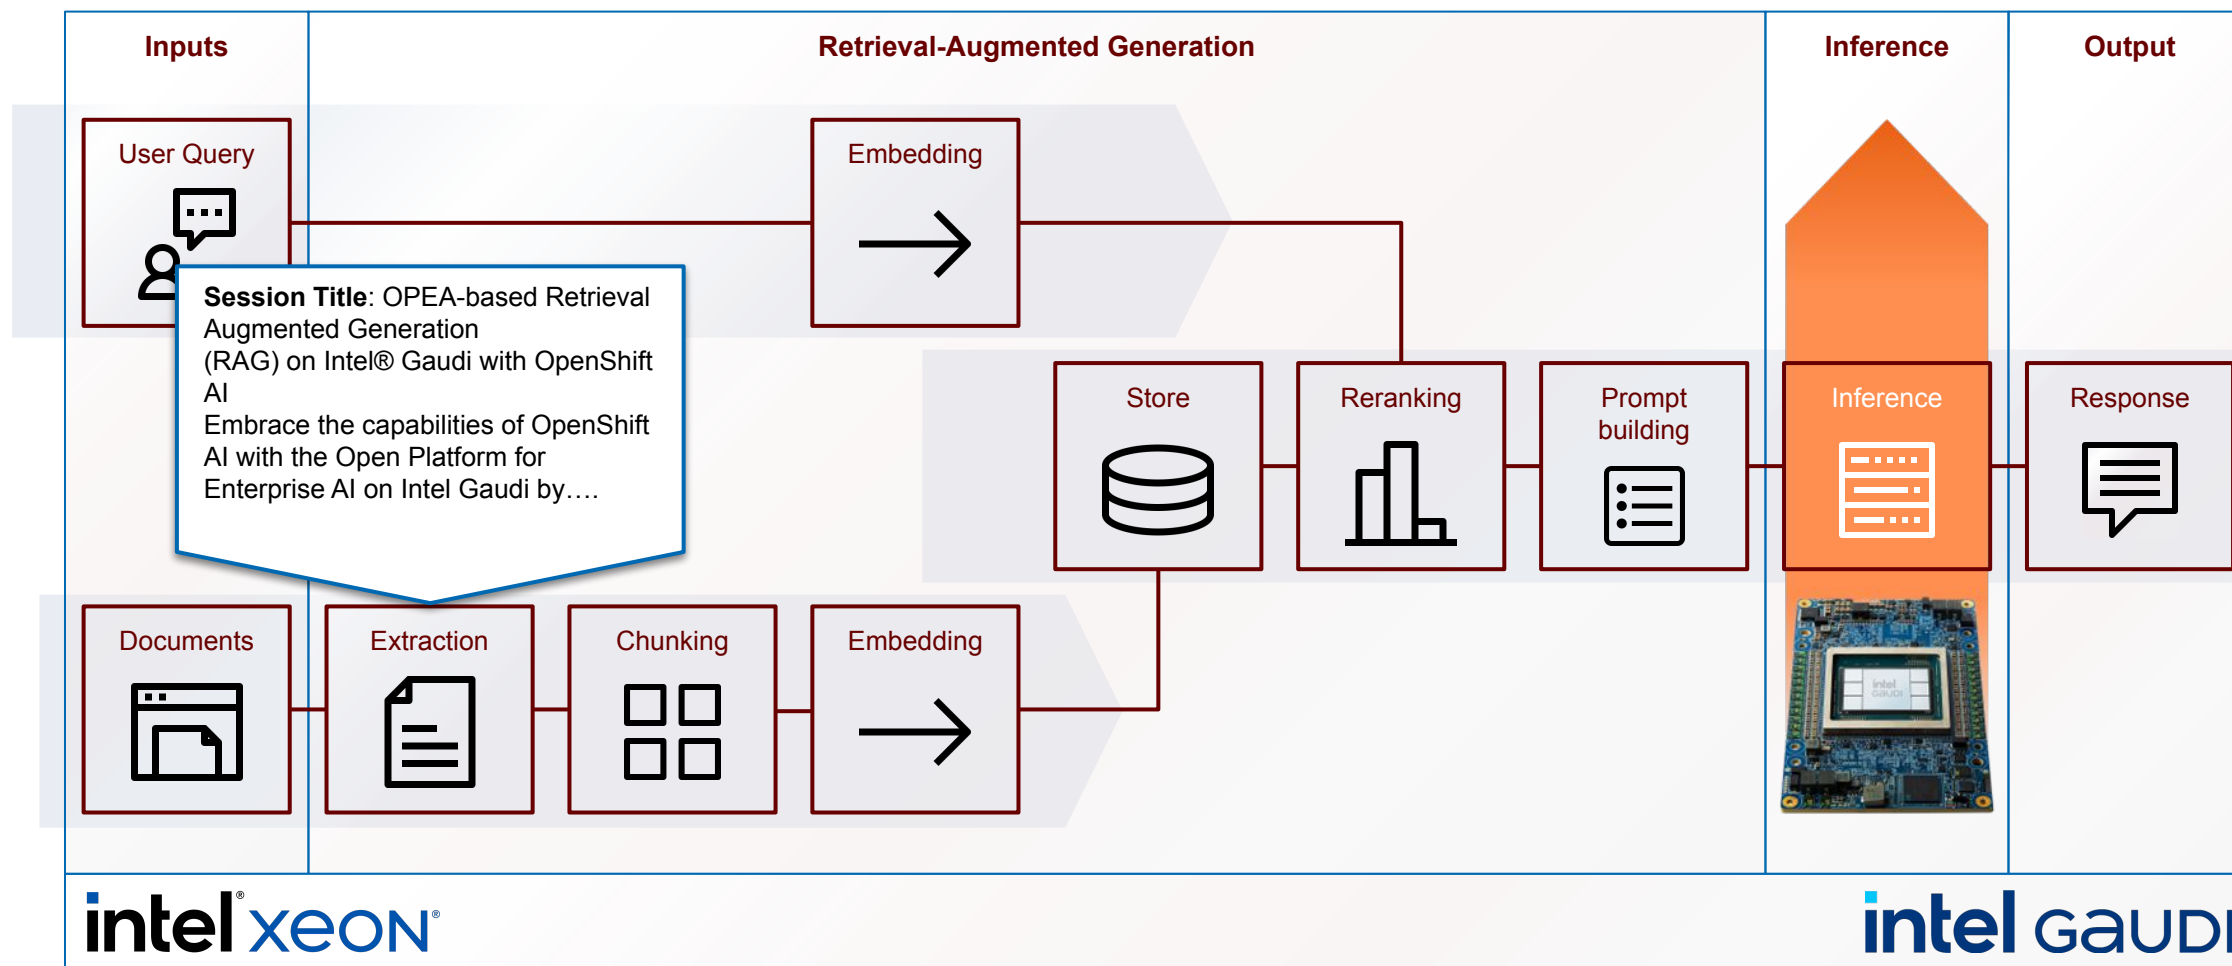 Inputs
Retrieval-Augmented Generation
Inference
Output
User Query
Embedding
Session Title: OPEA-based Retrieval
Augmented Generation
(RAG) on Intel® Gaudi with OpenShift
AI
Embrace the capabilities of OpenShift
AI with the Open Platform for
Enterprise AI on Intel Gaudi by….
Store
Reranking
Prompt
building
Inference
Response
Documents
Extraction
Chunking
Embedding
intel
GAUDI
intel® xeon®
intel GAUDI